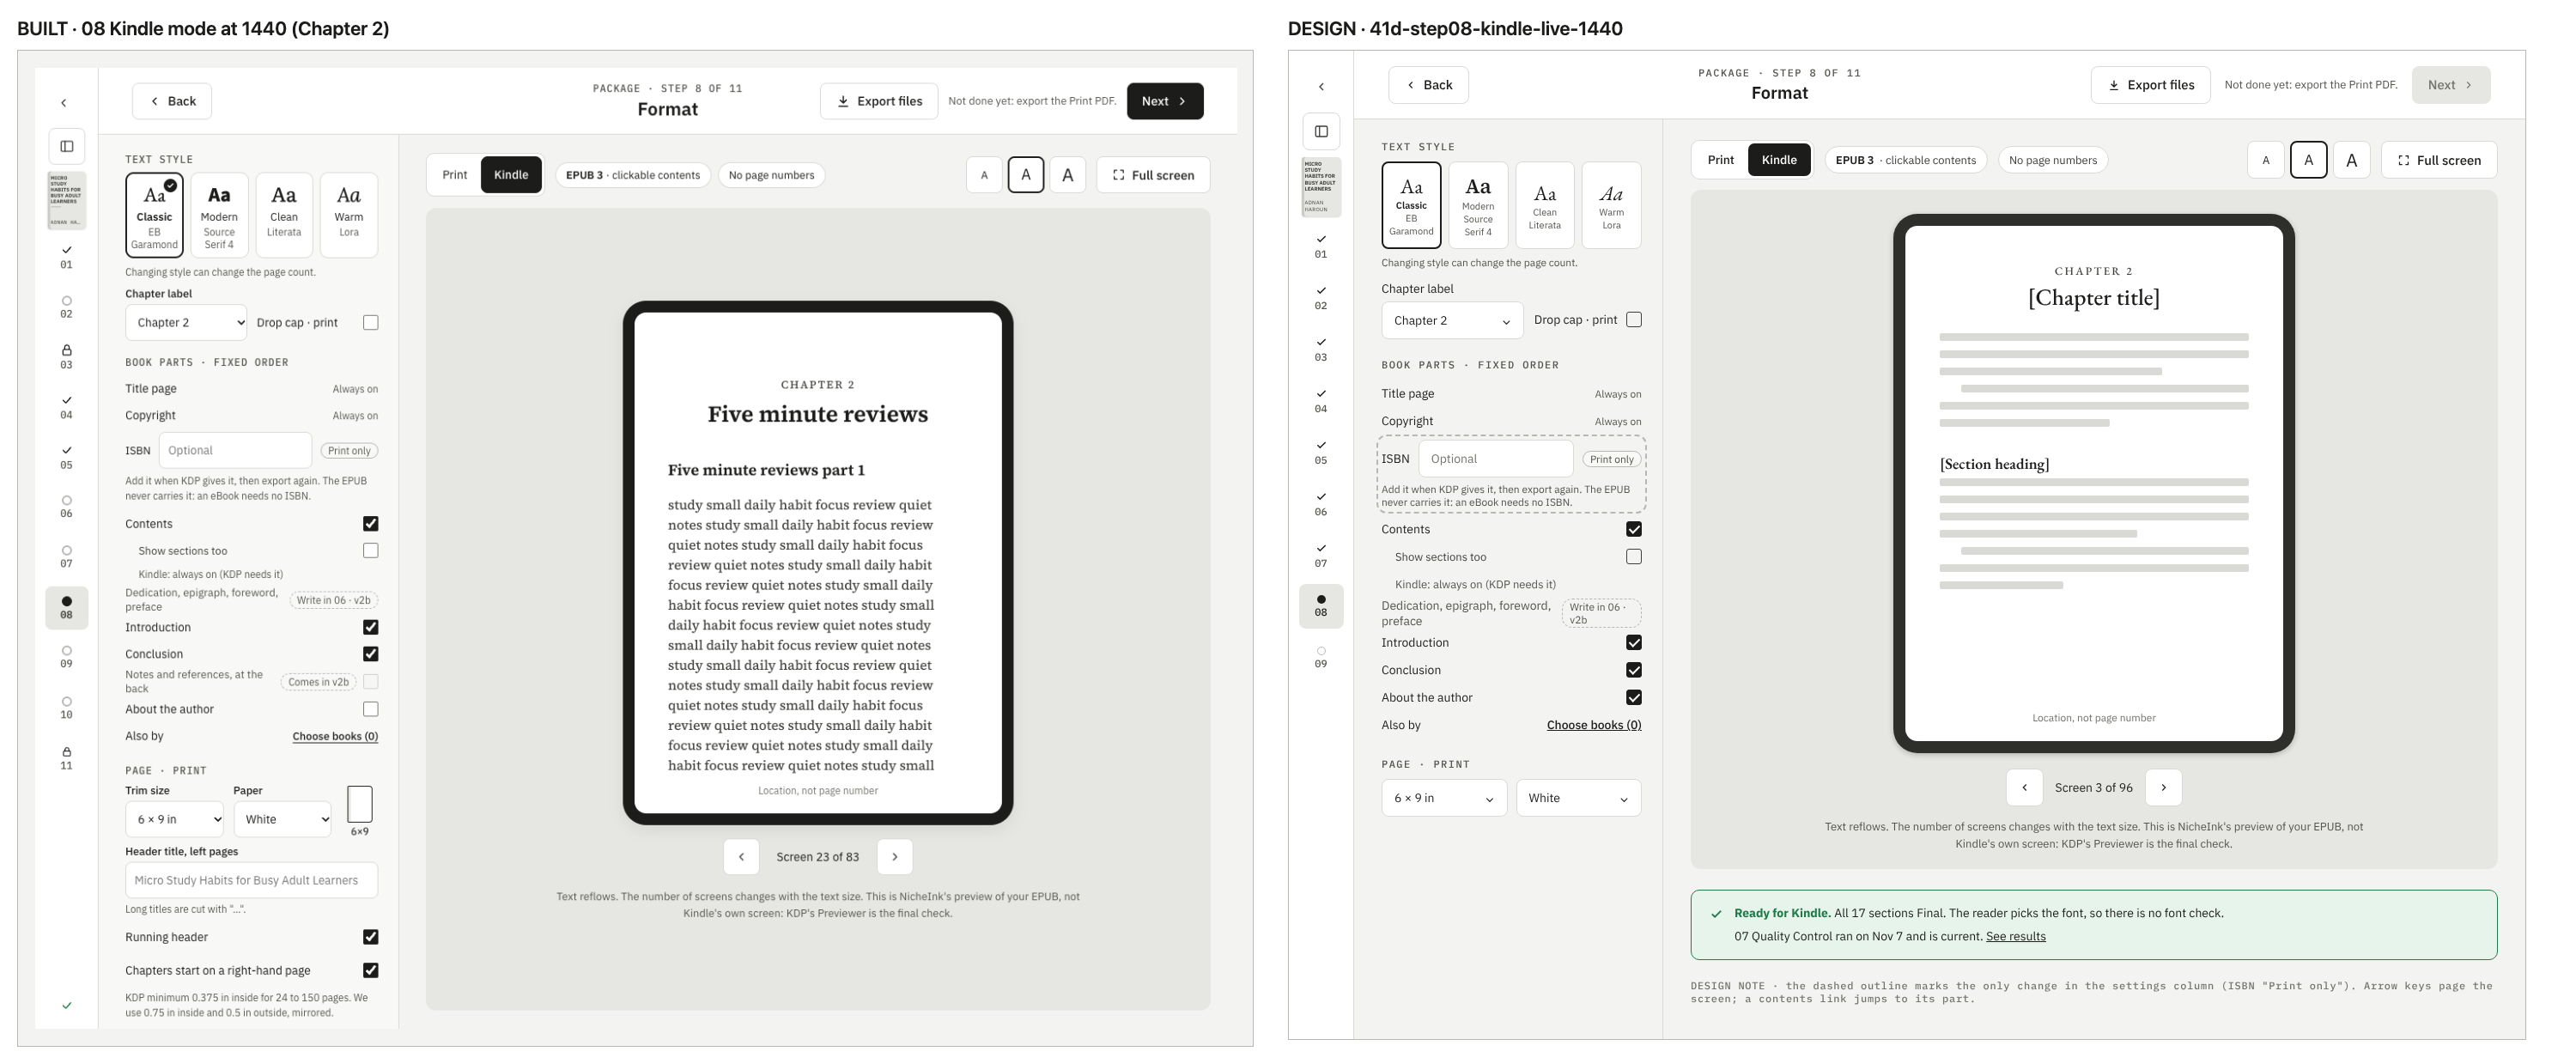 BUILT · 08 Kindle mode at 1440 (Chapter 2)
Back
PACKAGE · STEP 8 OF 11
Format
Export files
Not done yet: export the Print PDF.
Next
MICRO
STUDY
HABITS FOR
BUSY ADULT
LEARNERS
ADNAN HA…
01
02
03
04
05
06
07
08
09
10
11
TEXT STYLE
Aa
Classic
EB
Garamond
Aa
Modern
Source
Serif 4
Aa
Clean
Literata
Aa
Warm
Lora
Changing style can change the page count.
Chapter label
Chapter 2
Drop cap · print
BOOK PARTS · FIXED ORDER
Title page
Always on
Copyright
Always on
ISBN
Optional
Print only
Add it when KDP gives it, then export again. The EPUB
never carries it: an eBook needs no ISBN.
Contents
Show sections too
Kindle: always on (KDP needs it)
Dedication, epigraph, foreword,
preface
Write in 06 · v2b
Introduction
Conclusion
Notes and references, at the
back
Comes in v2b
About the author
Also by
Choose books (0)
PAGE · PRINT
Trim size
Paper
6 × 9 in
White
6×9
Header title, left pages
Micro Study Habits for Busy Adult Learners
Long titles are cut with "…".
Running header
Chapters start on a right-hand page
KDP minimum 0.375 in inside for 24 to 150 pages. We
use 0.75 in inside and 0.5 in outside, mirrored.
Print
Kindle
EPUB 3 · clickable contents
No page numbers
A
A
A
Full screen
CHAPTER 2
Five minute reviews
Five minute reviews part 1
study small daily habit focus review quiet
notes study small daily habit focus review
quiet notes study small daily habit focus
review quiet notes study small daily habit
focus review quiet notes study small daily
habit focus review quiet notes study small
daily habit focus review quiet notes study
small daily habit focus review quiet notes
study small daily habit focus review quiet
notes study small daily habit focus review
quiet notes study small daily habit focus
review quiet notes study small daily habit
focus review quiet notes study small daily
habit focus review quiet notes study small
Location, not page number
Screen 23 of 83
Text reflows. The number of screens changes with the text size. This is NicheInk's preview of your EPUB, not
Kindle's own screen: KDP's Previewer is the final check.
DESIGN · 41d-step08-kindle-live-1440
Back
PACKAGE · STEP 8 OF 11
Format
Export files
Not done yet: export the Print PDF.
Next
MICRO
STUDY
HABITS FOR
BUSY ADULT
LEARNERS
ADNAN
HAROUN
01
02
03
04
05
06
07
08
09
TEXT STYLE
Aa
Classic
EB
Garamond
Aa
Modern
Source
Serif 4
Aa
Clean
Literata
Aa
Warm
Lora
Changing style can change the page count.
Chapter label
Chapter 2
Drop cap · print
BOOK PARTS · FIXED ORDER
Title page
Always on
Copyright
Always on
ISBN
Optional
Print only
Add it when KDP gives it, then export again. The EPUB
never carries it: an eBook needs no ISBN.
Contents
Show sections too
Kindle: always on (KDP needs it)
Dedication, epigraph, foreword,
preface
Write in 06 ·
v2b
Introduction
Conclusion
About the author
Also by
Choose books (0)
PAGE · PRINT
6 × 9 in
White
Print
Kindle
EPUB 3 · clickable contents
No page numbers
A
A
A
Full screen
CHAPTER 2
[Chapter title]
[Section heading]
Location, not page number
Screen 3 of 96
Text reflows. The number of screens changes with the text size. This is NicheInk's preview of your EPUB, not
Kindle's own screen: KDP's Previewer is the final check.
Ready for Kindle. All 17 sections Final. The reader picks the font, so there is no font check.
07 Quality Control ran on Nov 7 and is current. See results
DESIGN NOTE · the dashed outline marks the only change in the settings column (ISBN "Print only"). Arrow keys page the
screen; a contents link jumps to its part.